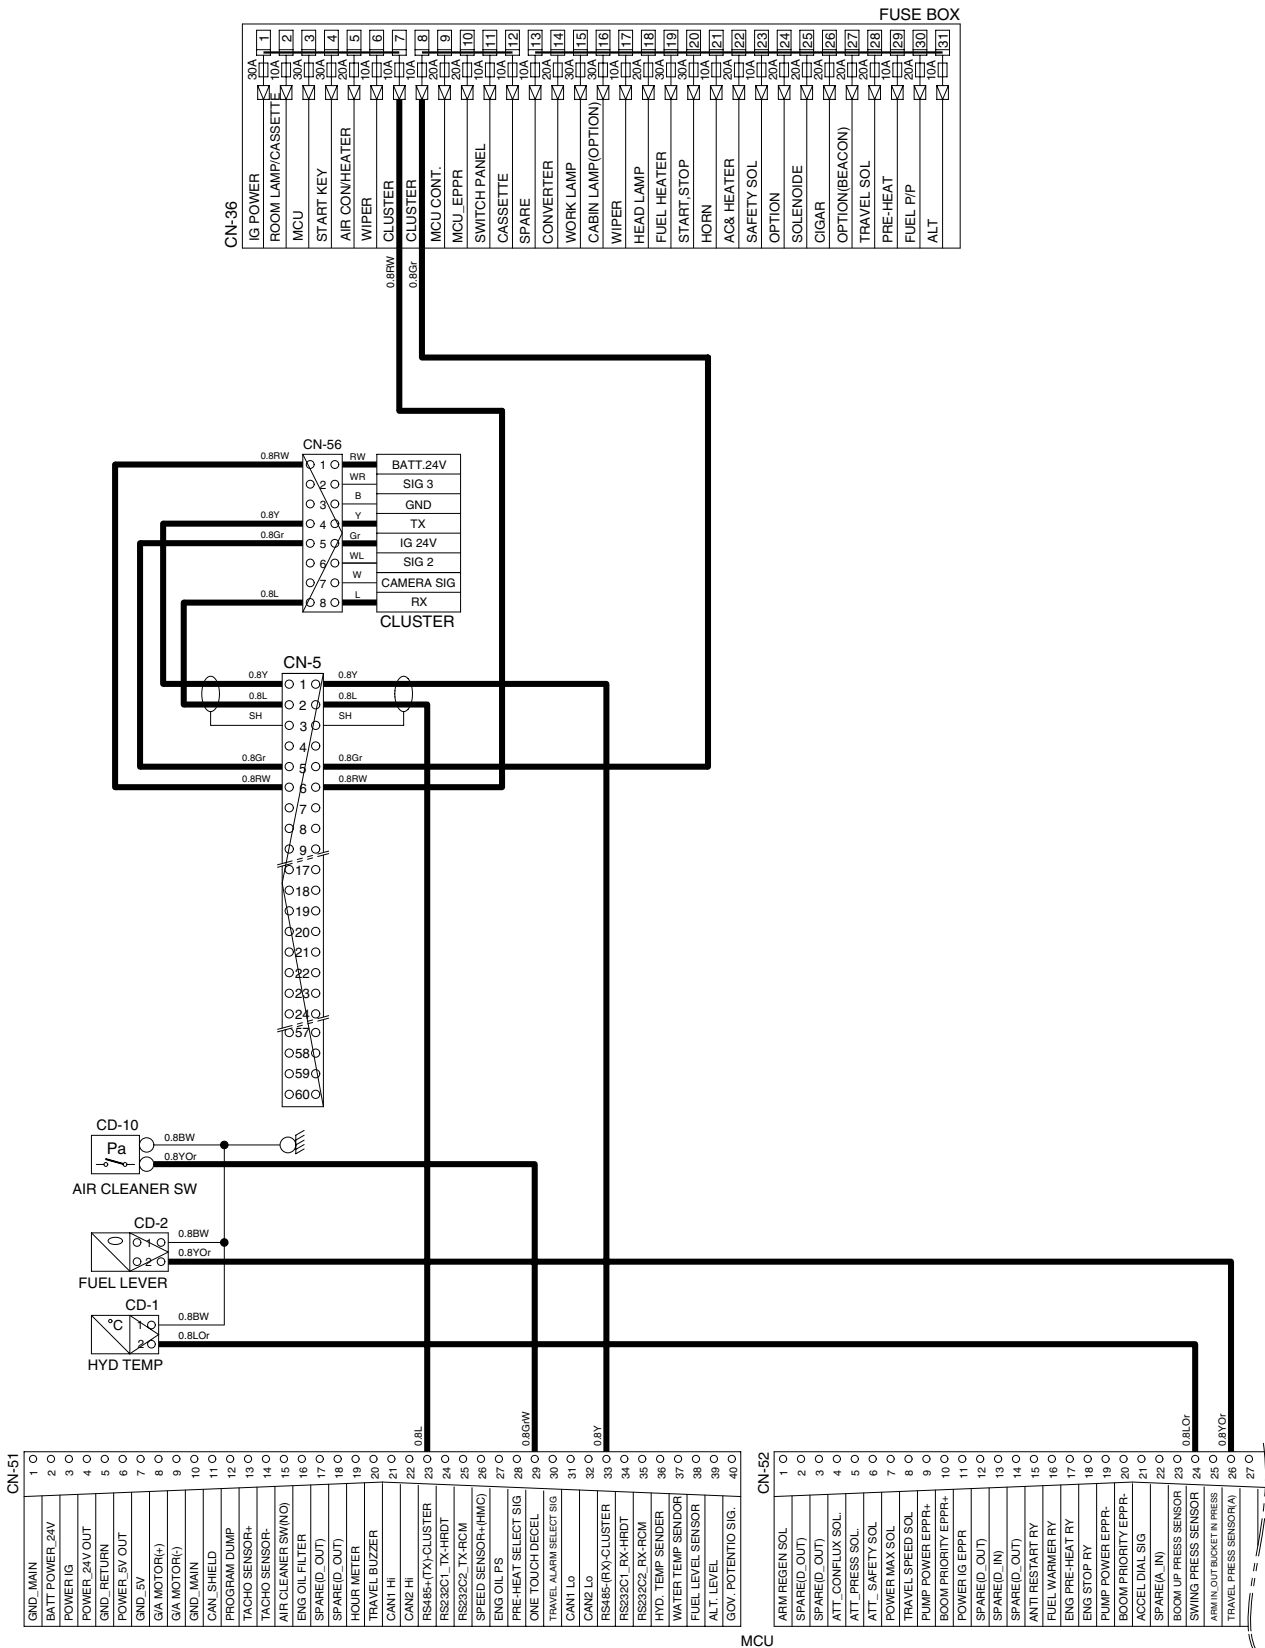 FUSE BOX
1 2 3 4 5 6 7 8 9 10 11 12 13 14 15 16 17 18 19 20 21 22 23 24 25 26 27 28 29 30 31
30A 10A 30A 30A 20A 10A 10A 10A 20A 20A 10A 10A 10A 20A 30A 20A 10A 20A 20A 10A 10A 20A 10A 20A 20A 10A 10A 20A 10A 20A 10A
CN-36
IG POWER
ROOM LAMP/CASSETTE
MCU
START KEY
AIR CON/HEATER
WIPER
CLUSTER
CLUSTER
MCU CONT.
MCU_EPPR
SWITCH PANEL
CASSETTE
SPARE
CONVERTER
WORK LAMP
CABIN LAMP(OPTION)
WIPER
HEAD LAMP
FUEL HEATER
START,STOP
HORN
AC& HEATER
SAFETY SOL
OPTION
SOLENOIDE
CIGAR
OPTION(BEACON)
TRAVEL SOL
PRE-HEAT
FUEL P/P
ALT
0.8RW 0.8Gr
CN-56
0.8RW 1 RW BATT.24V
2 WR SIG 3
3 B GND
0.8Y 4 Y TX
0.8Gr 5 Gr IG 24V
6 WL SIG 2
7 W CAMERA SIG
0.8L 8 L RX
CLUSTER
CN-5
0.8Y 1 0.8Y
0.8L 2 0.8L
SH 3 SH
4
0.8Gr 5 0.8Gr
0.8RW 6 0.8RW
7
8
9
17
18
19
20
21
22
23
24
57
58
59
60
CD-10
Pa
0.8BW
0.8YOr
AIR CLEANER SW
CD-2
1 0.8BW
2 0.8YOr
FUEL LEVER
CD-1
°C 1 0.8BW
2 0.8LOr
HYD TEMP
0.8L 0.8GrW 0.8Y 0.8LOr 0.8YOr
CN-51
1 GND_MAIN
2 BATT POWER_24V
3 POWER IG
4 POWER_24V OUT
5 GND_RETURN
6 POWER_5V OUT
7 GND_5V
8 G/A MOTOR(+)
9 G/A MOTOR(-)
10 GND_MAIN
11 CAN_SHIELD
12 PROGRAM DUMP
13 TACHO SENSOR+
14 TACHO SENSOR-
15 AIR CLEANER SW(NO)
16 ENG OIL FILTER
17 SPARE(D_OUT)
18 SPARE(D_OUT)
19 HOUR METER
20 TRAVEL BUZZER
21 CAN1 Hi
22 CAN2 Hi
23 RS485+(TX)-CLUSTER
24 RS232C1_TX-HRDT
25 RS232C2_TX-RCM
26 SPEED SENSOR+(HMC)
27 ENG OIL PS
28 PRE-HEAT SELECT SIG
29 ONE TOUCH DECEL
30 TRAVEL ALARM SELECT SIG
31 CAN1 Lo
32 CAN2 Lo
33 RS485-(RX)-CLUSTER
34 RS232C1_RX-HRDT
35 RS232C2_RX-RCM
36 HYD. TEMP SENDER
37 WATER TEMP SENDOR
38 FUEL LEVEL SENSOR
39 ALT. LEVEL
40 GOV. POTENTIO SIG.
CN-52
1 ARM REGEN SOL
2 SPARE(D_OUT)
3 SPARE(D_OUT)
4 ATT_CONFLUX SOL.
5 ATT_PRESS SOL.
6 ATT_ SAFETY SOL
7 POWER MAX SOL
8 TRAVEL SPEED SOL
9 PUMP POWER EPPR+
10 BOOM PRIORITY EPPR+
11 POWER IG EPPR
12 SPARE(D_OUT)
13 SPARE(D_IN)
14 SPARE(D_OUT)
15 ANTI RESTART RY
16 FUEL WARMER RY
17 ENG PRE-HEAT RY
18 ENG STOP RY
19 PUMP POWER EPPR-
20 BOOM PRIORITY EPPR-
21 ACCEL DIAL SIG
22 SPARE(A_IN)
23 BOOM UP PRESS SENSOR
24 SWING PRESS SENSOR
25 ARM IN_OUT BUCKET IN PRESS
26 TRAVEL PRESS SENSOR(A)
27
MCU